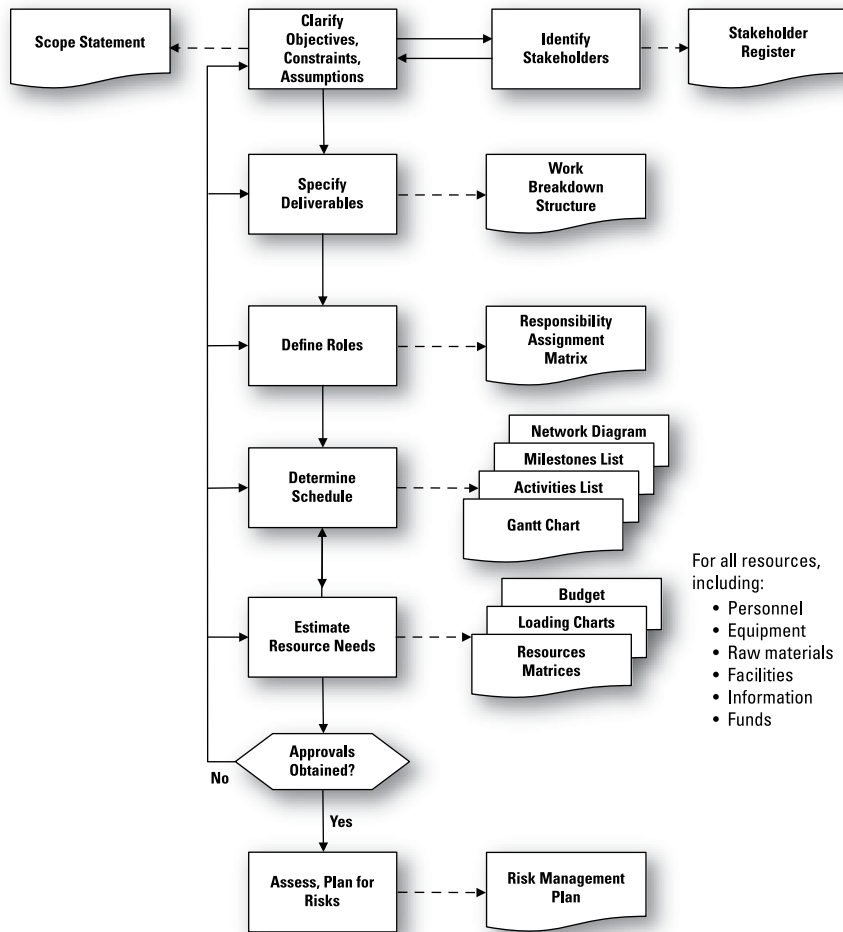 Scope Statement
Clarify
Objectives,
Constraints,
Assumptions
Identify
Stakeholders
Stakeholder
Register
Specify
Deliverables
Work
Breakdown
Structure
Define Roles
Responsibility
Assignment
Matrix
Determine
Schedule
Network Diagram
Milestones List
Activities List
Gantt Chart
Estimate
Resource Needs
Budget
Loading Charts
Resources
Matrices
For all resources,
including:
• Personnel
• Equipment
• Raw materials
• Facilities
• Information
• Funds
Approvals
Obtained?
No
Yes
Assess, Plan for
Risks
Risk Management
Plan